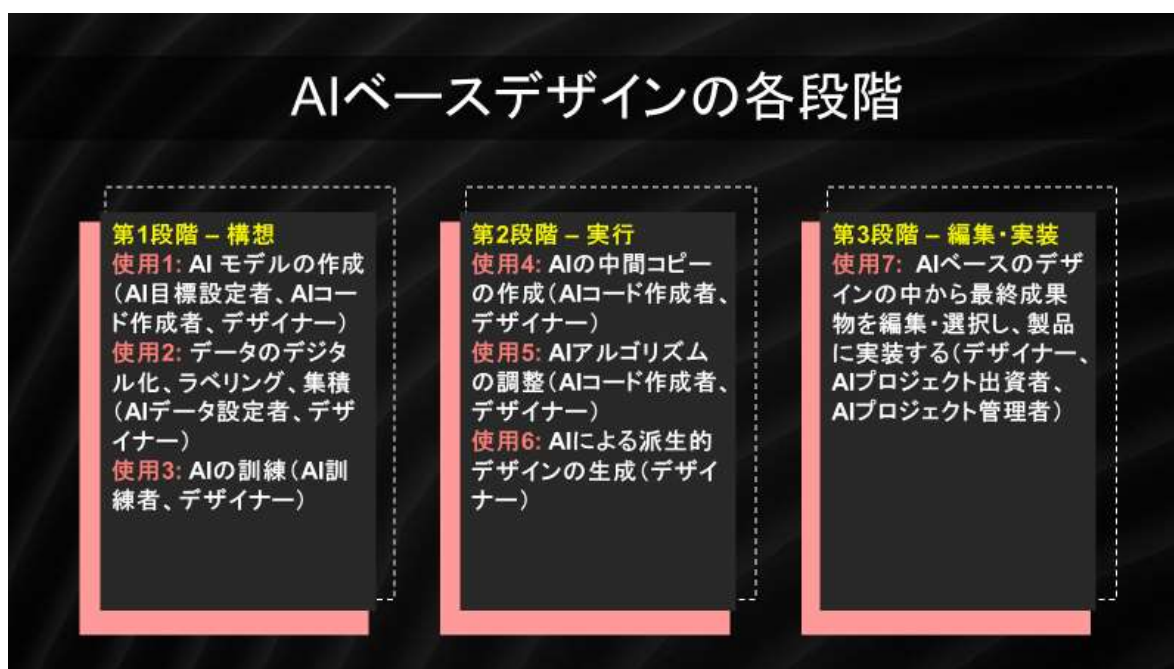 AIベースデザインの各段階
第1段階 – 構想
使用1: AI モデルの作成
(AI目標設定者、AIコー
ド作成者、デザイナー)
使用2: データのデジタ
ル化、ラベリング、集積
(AIデータ設定者、デザ
イナー)
使用3: AIの訓練(AI訓
練者、デザイナー)
第2段階 – 実行
使用4: AIの中間コピー
の作成(AIコード作成者、
デザイナー)
使用5: AIアルゴリズム
の調整(AIコード作成者、
デザイナー)
使用6: AIによる派生的
デザインの生成(デザイ
ナー)
第3段階 – 編集・実装
使用7: AIベースのデザ
インの中から最終成果
物を編集・選択し、製品
に実装する(デザイナー、
AIプロジェクト出資者、
AIプロジェクト管理者)